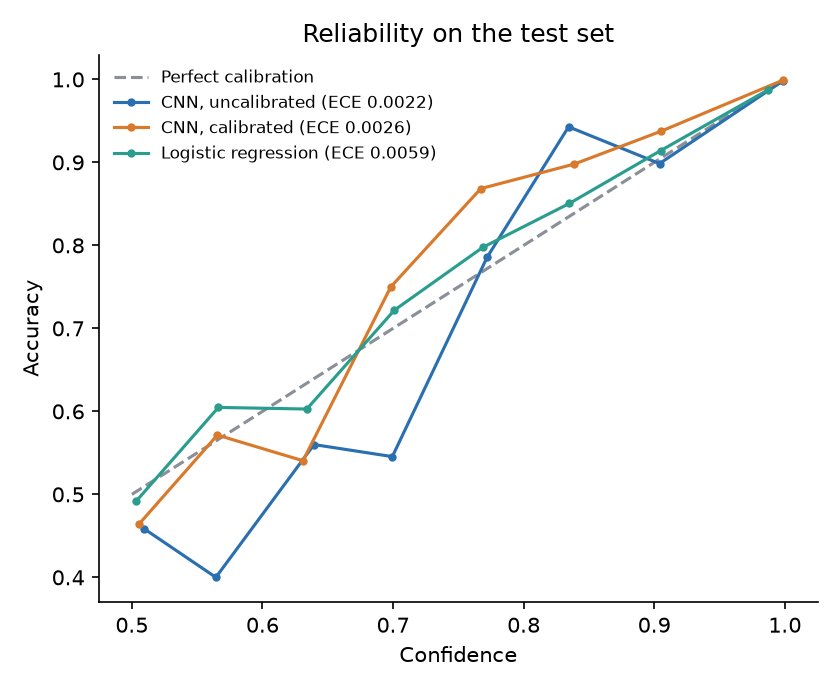 Reliability on the test set
Perfect calibration
CNN, uncalibrated (ECE 0.0022)
CNN, calibrated (ECE 0.0026)
Logistic regression (ECE 0.0059)
Accuracy
1.0
0.9
0.8
0.7
0.6
0.5
0.4
0.5 0.6 0.7 0.8 0.9 1.0
Confidence